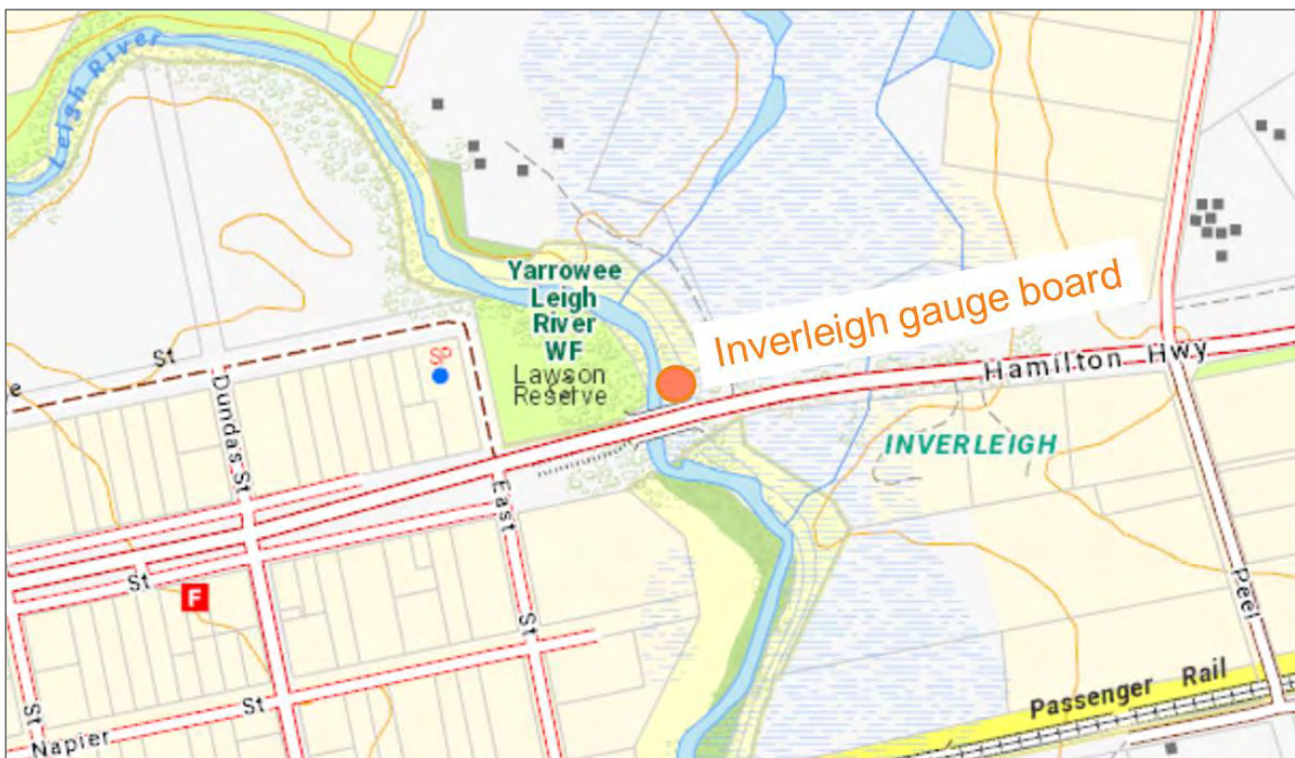 Leigh River
Yarrowee
Leigh
River
WF
Lawson
Reserve
Inverleigh gauge board
Hamilton Hwy
INVERLEIGH
St
e
SP
Dundas St
East St
St
F
St
St
Napier
Peel
Passenger Rail